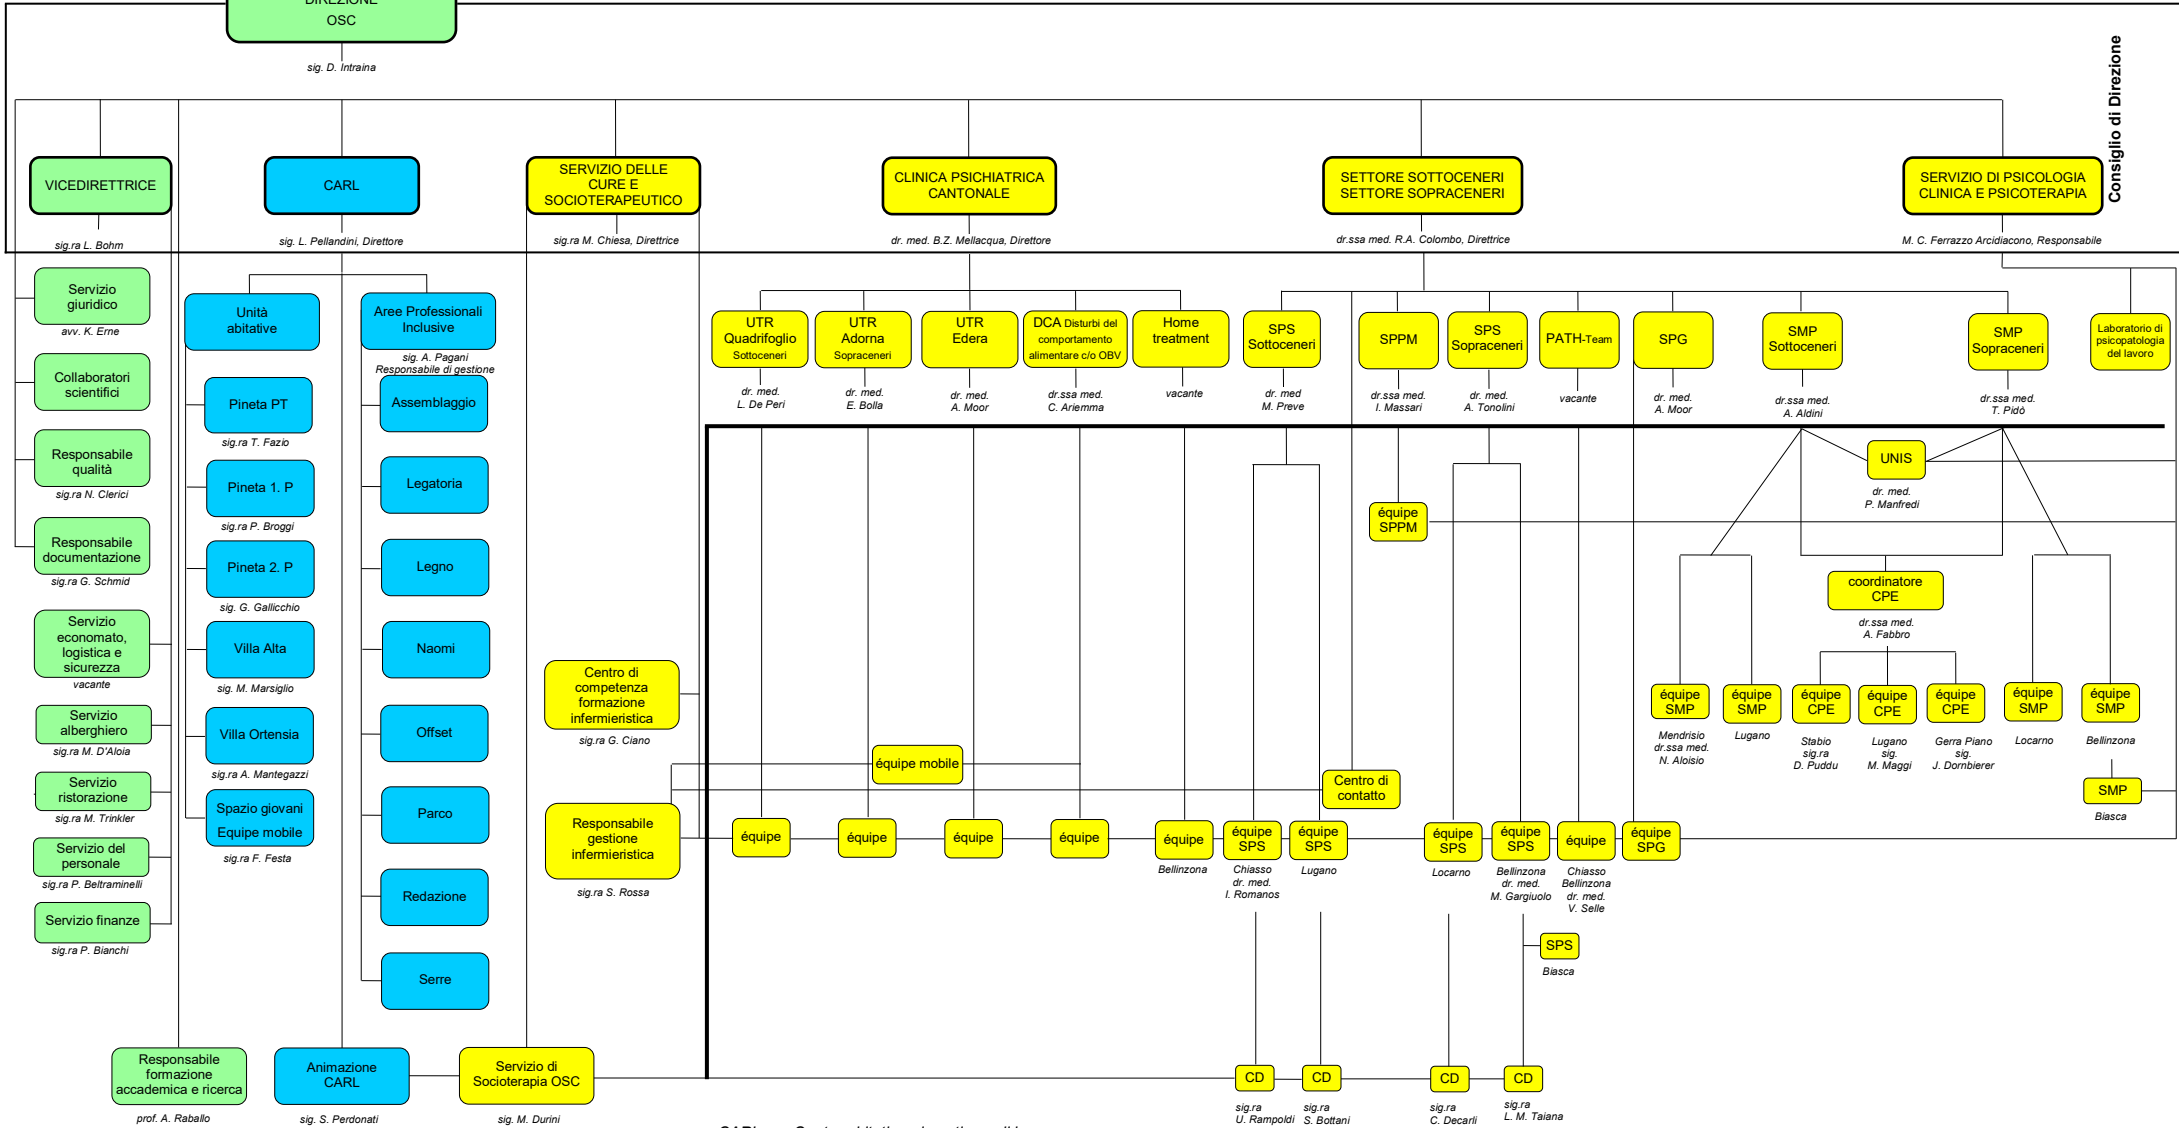 DIREZIONE
OSC
sig. D. Intraina
Consiglio di Direzione
VICEDIRETTRICE
sig.ra L. Bohm
CARL
sig. L. Pellandini, Direttore
SERVIZIO DELLE
CURE E
SOCIOTERAPEUTICO
sig.ra M. Chiesa, Direttrice
CLINICA PSICHIATRICA
CANTONALE
dr. med. B.Z. Mellacqua, Direttore
SETTORE SOTTOCENERI
SETTORE SOPRACENERI
dr.ssa med. R.A. Colombo, Direttrice
SERVIZIO DI PSICOLOGIA
CLINICA E PSICOTERAPIA
M. C. Ferrazzo Arcidiacono, Responsabile
Servizio
giuridico
avv. K. Erne
Collaboratori
scientifici
Responsabile
qualità
sig.ra N. Clerici
Responsabile
documentazione
sig.ra G. Schmid
Servizio
economato,
logistica e
sicurezza
vacante
Servizio
alberghiero
sig.ra M. D'Aloia
Servizio
ristorazione
sig.ra M. Trinkler
Servizio del
personale
sig.ra P. Beltraminelli
Servizio finanze
sig.ra P. Bianchi
Responsabile
formazione
accademica e ricerca
prof. A. Raballo
Unità
abitative
Pineta PT
sig.ra T. Fazio
Pineta 1. P
sig.ra P. Broggi
Pineta 2. P
sig. G. Gallicchio
Villa Alta
sig. M. Marsiglio
Villa Ortensia
sig.ra A. Mantegazzi
Spazio giovani
Equipe mobile
sig.ra F. Festa
Aree Professionali
Inclusive
sig. A. Pagani
Responsabile di gestione
Assemblaggio
Legatoria
Legno
Naomi
Offset
Parco
Redazione
Serre
Animazione
CARL
sig. S. Perdonati
Servizio di
Socioterapia OSC
sig. M. Durini
Centro di
competenza
formazione
infermieristica
sig.ra G. Ciano
Responsabile
gestione
infermieristica
sig.ra S. Rossa
UTR
Quadrifoglio
Sottoceneri
dr. med.
L. De Peri
UTR
Adorna
Sopraceneri
dr. med.
E. Bolla
UTR
Edera
dr. med.
A. Moor
DCA Disturbi del
comportamento
alimentare c/o OBV
dr.ssa med.
C. Ariemma
Home
treatment
vacante
SPS
Sottoceneri
dr. med
M. Preve
SPPM
dr.ssa med.
I. Massari
SPS
Sopraceneri
dr. med.
A. Tonolini
PATH-Team
vacante
SPG
dr. med.
A. Moor
SMP
Sottoceneri
dr.ssa med.
A. Aldini
SMP
Sopraceneri
dr.ssa med.
T. Pidò
Laboratorio di
psicopatologia
del lavoro
UNIS
dr. med.
P. Manfredi
équipe
SPPM
coordinatore
CPE
dr.ssa med.
A. Fabbro
équipe
SMP
Mendrisio
dr.ssa med.
N. Aloisio
équipe
SMP
Lugano
équipe
CPE
Stabio
sig.ra
D. Puddu
équipe
CPE
Lugano
sig.
M. Maggi
équipe
CPE
Gerra Piano
sig.
J. Dornbierer
équipe
SMP
Locarno
équipe
SMP
Bellinzona
SMP
Biasca
équipe mobile
Centro di
contatto
équipe
équipe
équipe
équipe
équipe
Bellinzona
équipe
SPS
Chiasso
dr. med.
I. Romanos
équipe
SPS
Lugano
équipe
SPS
Locarno
équipe
SPS
Bellinzona
dr. med.
M. Gargiuolo
équipe
Chiasso
Bellinzona
dr. med.
V. Selle
équipe
SPG
SPS
Biasca
CD
sig.ra
U. Rampoldi
CD
sig.ra
S. Bottani
CD
sig.ra
C. Decarli
CD
sig.ra
L. M. Taiana